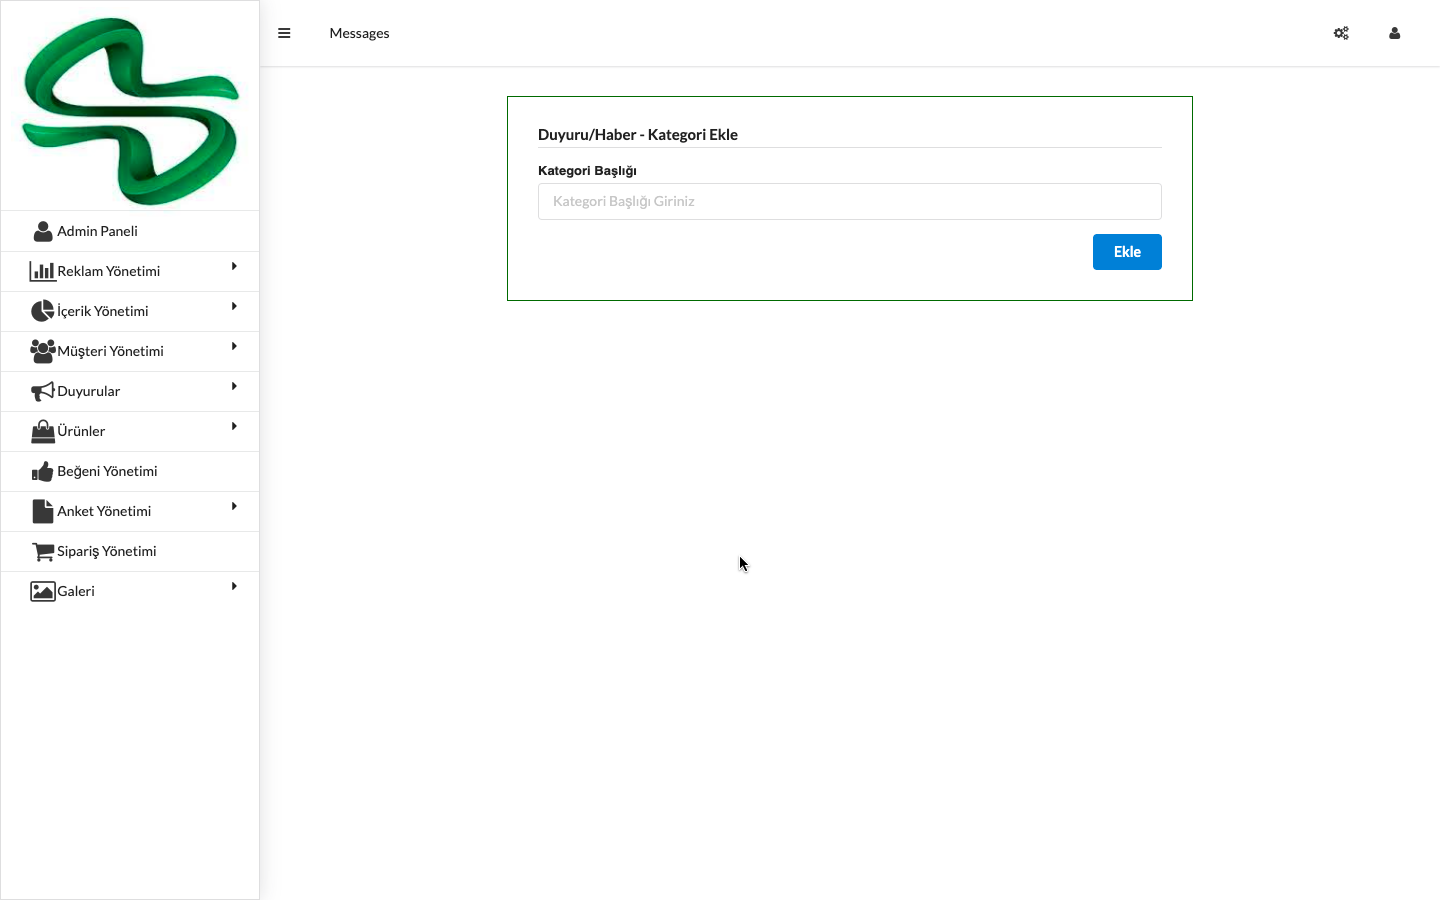 Messages
Duyuru/Haber - Kategori Ekle
Kategori Başlığı
Kategori Başlığı Giriniz
Ekle
Admin Paneli
Reklam Yönetimi
İçerik Yönetimi
Müşteri Yönetimi
Duyurular
Ürünler
Beğeni Yönetimi
Anket Yönetimi
Sipariş Yönetimi
Galeri